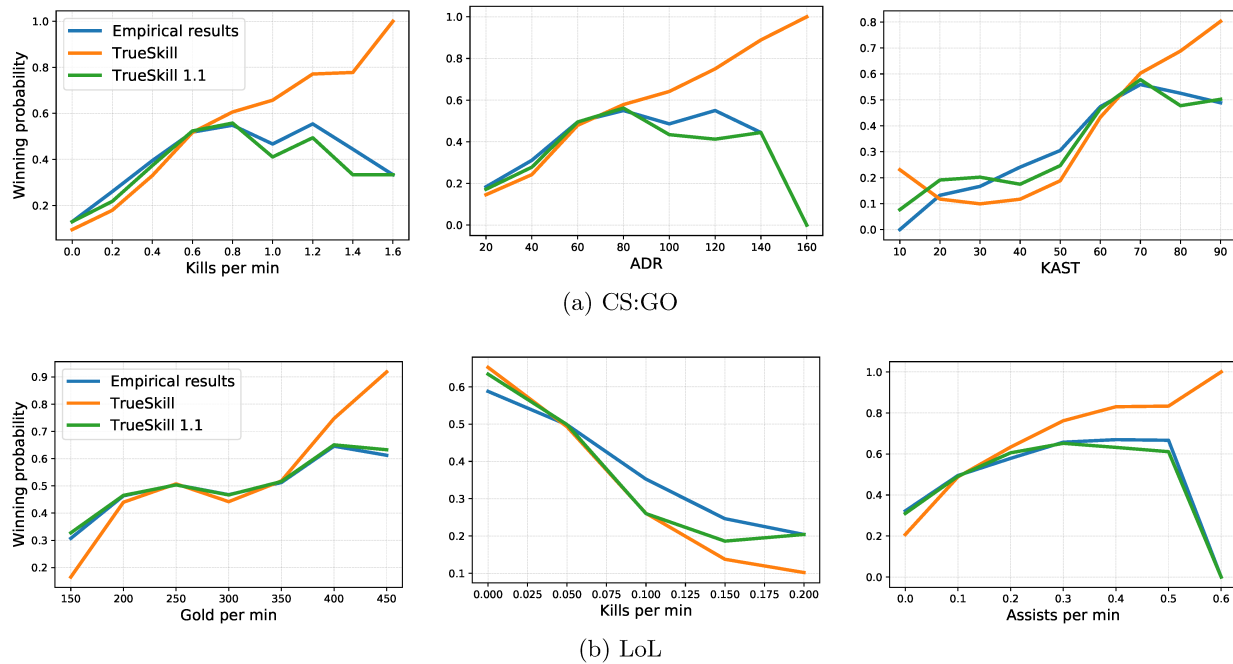 Empirical results
TrueSkill
TrueSkill 1.1
Winning probability
1.0
0.8
0.6
0.4
0.2
0.0 0.2 0.4 0.6 0.8 1.0 1.2 1.4 1.6
Kills per min
1.0
0.8
0.6
0.4
0.2
0.0
20 40 60 80 100 120 140 160
ADR
0.8
0.7
0.6
0.5
0.4
0.3
0.2
0.1
0.0
10 20 30 40 50 60 70 80 90
KAST
(a) CS:GO
Empirical results
TrueSkill
TrueSkill 1.1
Winning probability
0.9
0.8
0.7
0.6
0.5
0.4
0.3
0.2
150 200 250 300 350 400 450
Gold per min
0.6
0.5
0.4
0.3
0.2
0.1
0.000 0.025 0.050 0.075 0.100 0.125 0.150 0.175 0.200
Kills per min
1.0
0.8
0.6
0.4
0.2
0.0
0.0 0.1 0.2 0.3 0.4 0.5 0.6
Assists per min
(b) LoL